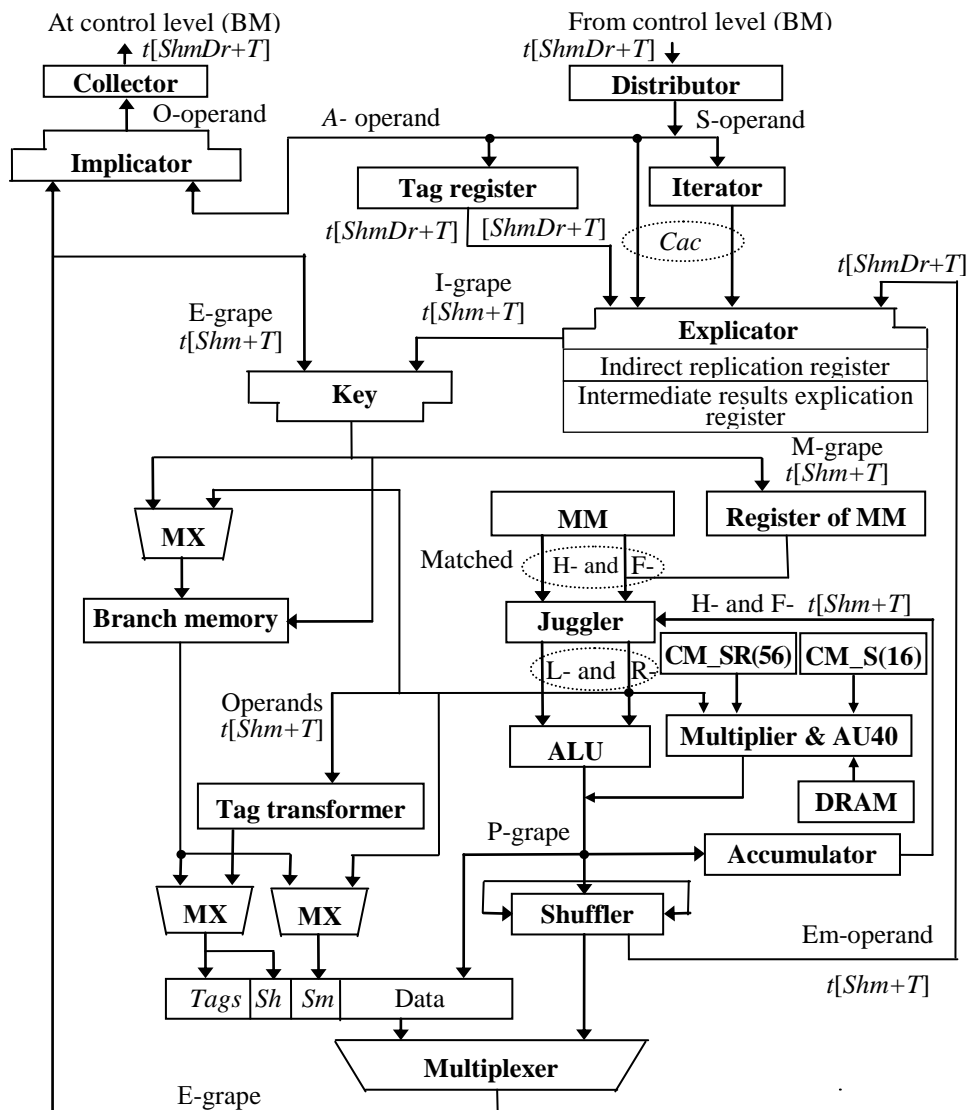 At control level (BM)
From control level (BM)
t[ShmDr+T]
t[ShmDr+T]
Collector
Distributor
O-operand
A- operand
S-operand
Implicator
Tag register
Iterator
t[ShmDr+T]
[ShmDr+T]
Cac
t[ShmDr+T]
I-grape
t[Shm+T]
E-grape
t[Shm+T]
Explicator
Indirect replication register
Intermediate results explication
register
Key
M-grape
t[Shm+T]
MX
MM
Register of MM
Matched
H- and F-
Branch memory
Juggler
H- and F- t[Shm+T]
CM_SR(56)
CM_S(16)
L- and R-
Operands
t[Shm+T]
ALU
Multiplier & AU40
Tag transformer
DRAM
P-grape
Accumulator
MX
MX
Shuffler
Em-operand
t[Shm+T]
Tags
Sh
Sm
Data
Multiplexer
E-grape